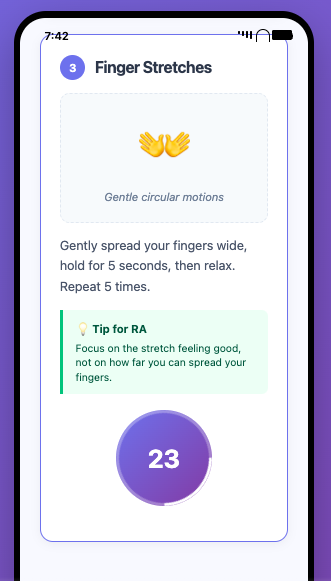 7:42
3 Finger Stretches
Gentle circular motions
Gently spread your fingers wide,
hold for 5 seconds, then relax.
Repeat 5 times.
💡 Tip for RA
Focus on the stretch feeling good,
not on how far you can spread your
fingers.
23